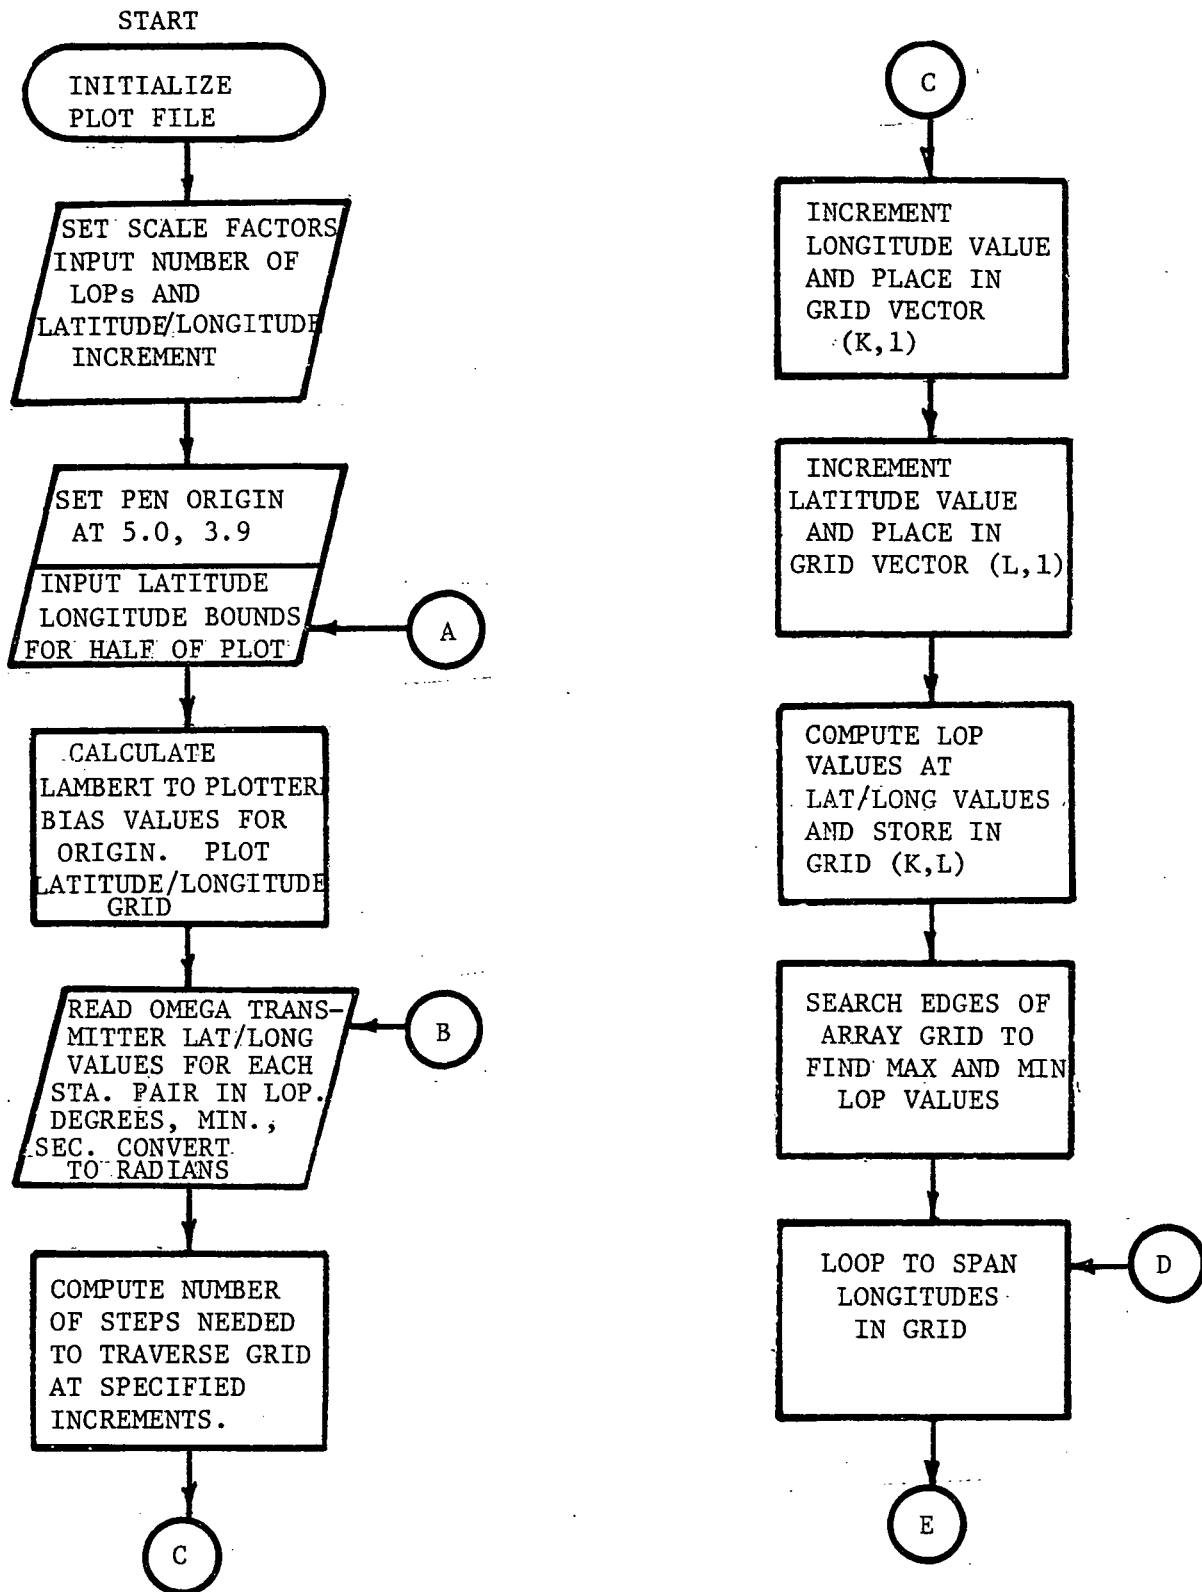 START
INITIALIZE
PLOT FILE
SET SCALE FACTORS
INPUT NUMBER OF
LOPs AND
LATITUDE/LONGITUDE
INCREMENT
SET PEN ORIGIN
AT 5.0, 3.9
INPUT LATITUDE
LONGITUDE BOUNDS
FOR HALF OF PLOT
A
CALCULATE
LAMBERT TO PLOTTER
BIAS VALUES FOR
ORIGIN. PLOT
LATITUDE/LONGITUDE
GRID
READ OMEGA TRANS-
MITTER LAT/LONG
VALUES FOR EACH
STA. PAIR IN LOP.
DEGREES, MIN.,
SEC. CONVERT
TO RADIANS
B
COMPUTE NUMBER
OF STEPS NEEDED
TO TRAVERSE GRID
AT SPECIFIED
INCREMENTS.
C
C
INCREMENT
LONGITUDE VALUE
AND PLACE IN
GRID VECTOR
(K,1)
INCREMENT
LATITUDE VALUE
AND PLACE IN
GRID VECTOR (L,1)
COMPUTE LOP
VALUES AT
LAT/LONG VALUES
AND STORE IN
GRID (K,L)
SEARCH EDGES OF
ARRAY GRID TO
FIND MAX AND MIN
LOP VALUES
LOOP TO SPAN
LONGITUDES
IN GRID
D
E